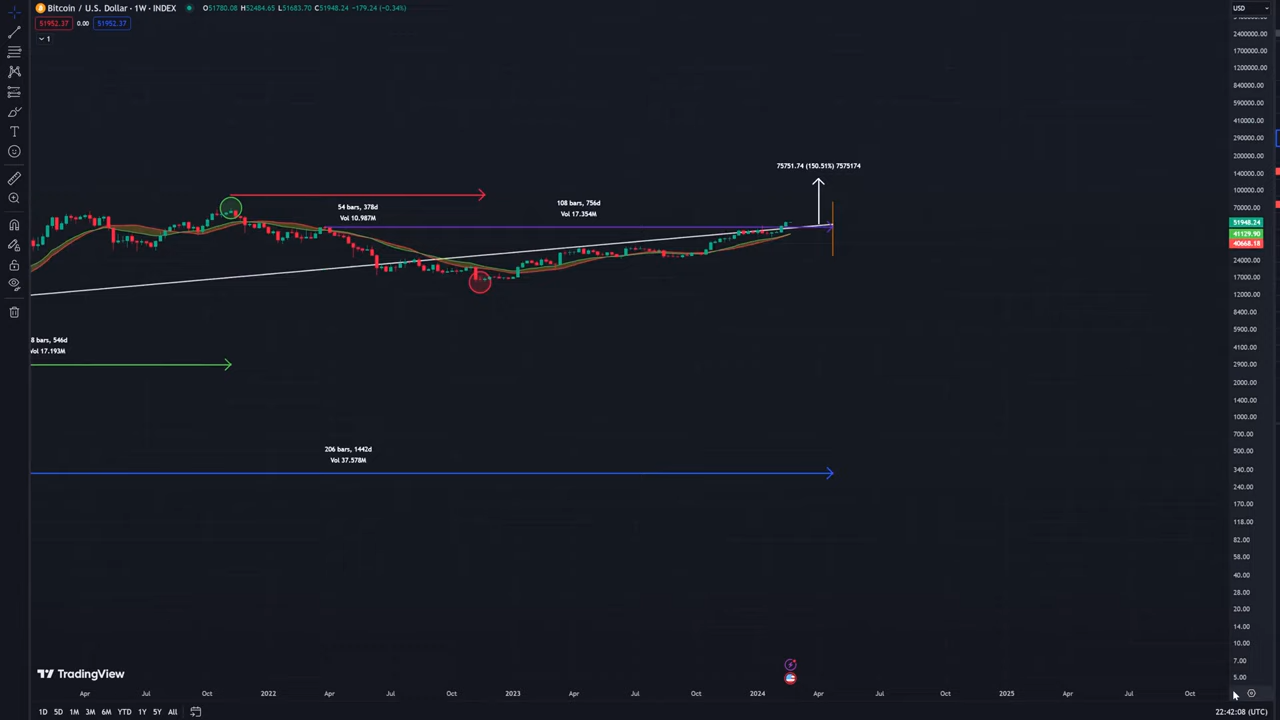 Bitcoin / U.S. Dollar · 1W · INDEX O51780.08 H52484.65 L51683.70 C51948.24 −179.24 (−0.34%) USD
51952.37 0.00 51952.37
1
2400000.00
1700000.00
1200000.00
840000.00
590000.00
410000.00
290000.00
200000.00
140000.00
100000.00
70000.00
51948.24
41129.90
40668.18
24000.00
17000.00
12000.00
8400.00
5900.00
4100.00
2900.00
2000.00
1400.00
1000.00
700.00
500.00
340.00
240.00
170.00
118.00
82.00
58.00
40.00
28.00
20.00
14.00
10.00
7.00
5.00
75751.74 (150.51%) 7575174
54 bars, 378d
Vol 10.987M
108 bars, 756d
Vol 17.354M
8 bars, 546d
Vol 17.193M
206 bars, 1442d
Vol 37.578M
TradingView
Apr Jul Oct 2022 Apr Jul Oct 2023 Apr Jul Oct 2024 Apr Jul Oct 2025 Apr Jul Oct
1D 5D 1M 3M 6M YTD 1Y 5Y All 22:42:08 (UTC)